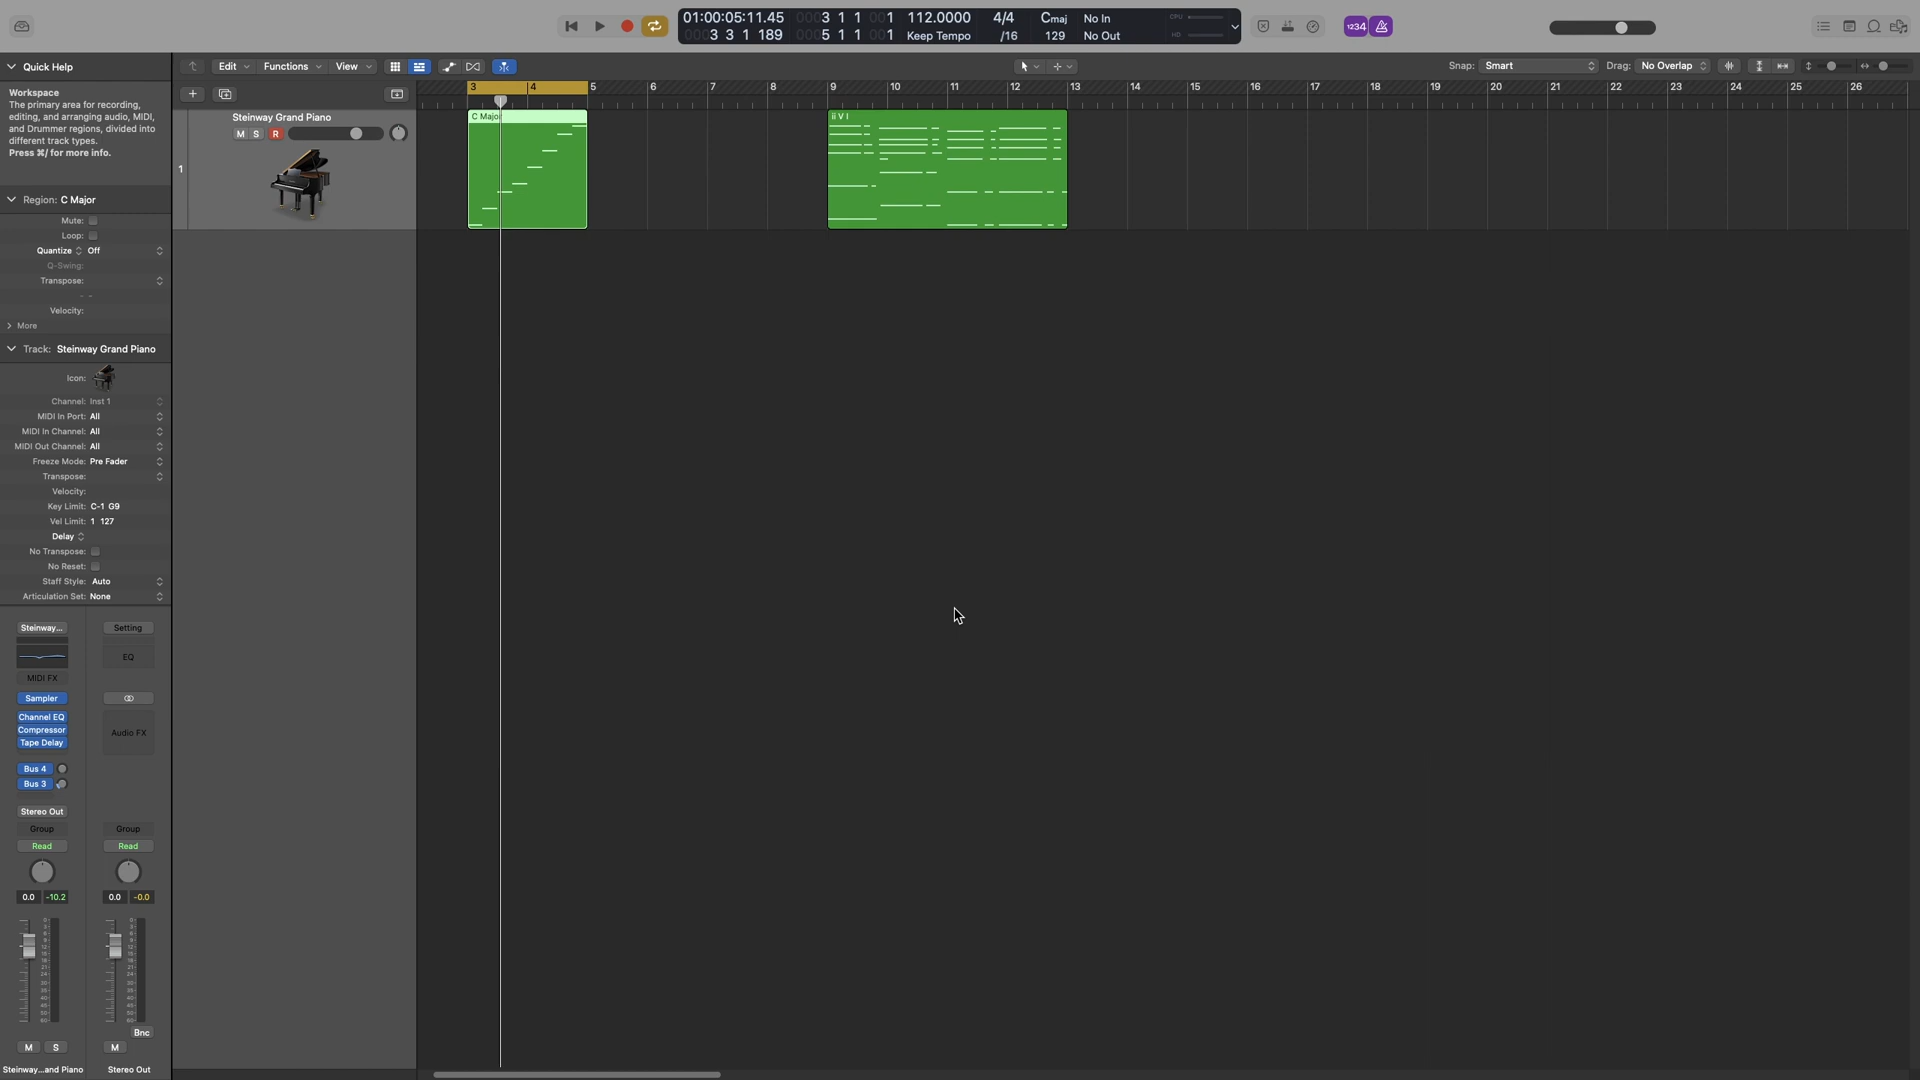 01:00:05:11.45
0003 3 1 189
0003 1 1 001
0005 1 1 001
112.0000
Keep Tempo
4/4
/16
Cmaj
129
No In
No Out
CPU
HD
1234
Quick Help
Workspace
The primary area for recording,
editing, and arranging audio, MIDI,
and Drummer regions, divided into
different track types.
Press ⌘/ for more info.
Region: C Major
Mute:
Loop:
Quantize Off
Q-Swing:
Transpose:
- -
Velocity:
More
Track: Steinway Grand Piano
Icon:
Channel: Inst 1
MIDI In Port: All
MIDI In Channel: All
MIDI Out Channel: All
Freeze Mode: Pre Fader
Transpose:
Velocity:
Key Limit: C-1 G9
Vel Limit: 1 127
Delay
No Transpose:
No Reset:
Staff Style: Auto
Articulation Set: None
Steinway...
MIDI FX
Sampler
Channel EQ
Compressor
Tape Delay
Bus 4
Bus 3
Stereo Out
Group
Read
0.0 -10.2
M S
Steinway...and Piano
Setting
EQ
Audio FX
Group
Read
0.0 -0.0
Bnc
M
Stereo Out
Edit Functions View
Snap: Smart
Drag: No Overlap
3 4 5 6 7 8 9 10 11 12 13 14 15 16 17 18 19 20 21 22 23 24 25 26
1
Steinway Grand Piano
M S R
C Major
ii V I